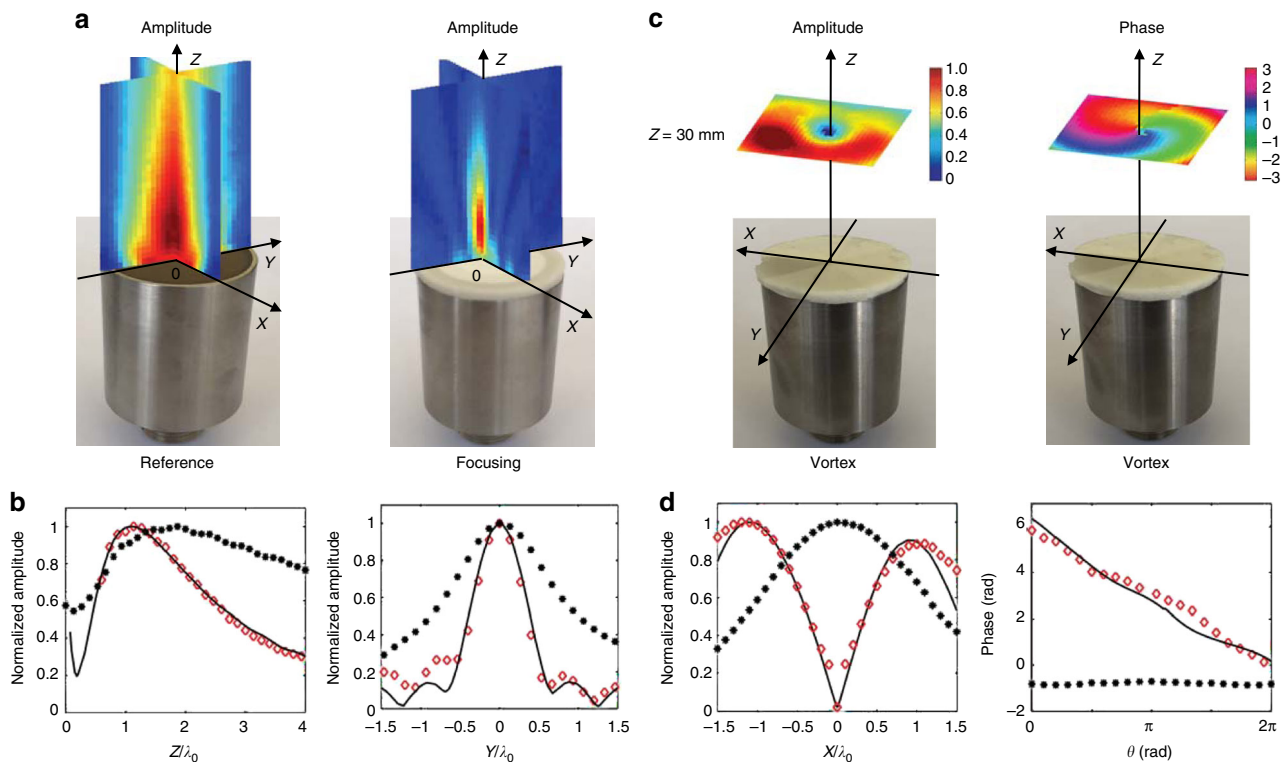 a
Amplitude
Z
Y
0
X
Reference
Amplitude
Z
Y
X
Focusing
c
Amplitude
Z
Z = 30 mm
1.0
0.8
0.6
0.4
0.2
0
X
Y
Vortex
Phase
Z
3
2
1
0
−1
−2
−3
X
Y
Vortex
b
Normalized amplitude
1
0.8
0.6
0.4
0.2
0
0 1 2 3 4
Z/λ0
Normalized amplitude
1
0.8
0.6
0.4
0.2
0
−1.5 −1 −0.5 0 0.5 1 1.5
Y/λ0
d
Normalized amplitude
1
0.8
0.6
0.4
0.2
0
−1.5 −1 −0.5 0 0.5 1 1.5
X/λ0
Phase (rad)
6
4
2
0
−2
0 π 2π
θ (rad)